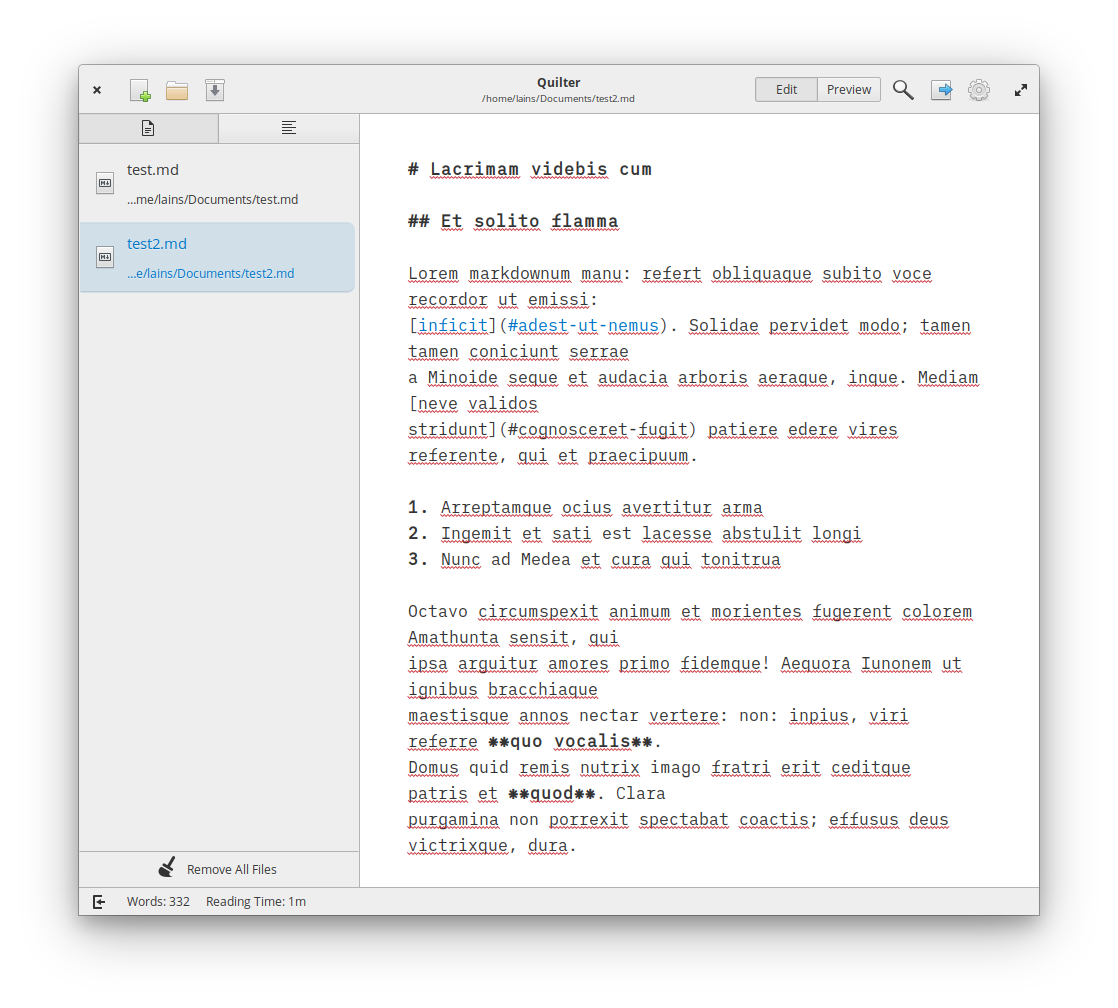 Quilter
/home/lains/Documents/test2.md
Edit
Preview
test.md
...me/lains/Documents/test.md
test2.md
...e/lains/Documents/test2.md
Remove All Files
# Lacrimam videbis cum
## Et solito flamma
Lorem markdownum manu: refert obliquaque subito voce
recordor ut emissi:
[inficit](#adest-ut-nemus). Solidae pervidet modo; tamen
tamen coniciunt serrae
a Minoide seque et audacia arboris aeraque, inque. Mediam
[neve validos
stridunt](#cognosceret-fugit) patiere edere vires
referente, qui et praecipuum.
1. Arreptamque ocius avertitur arma
2. Ingemit et sati est lacesse abstulit longi
3. Nunc ad Medea et cura qui tonitrua
Octavo circumspexit animum et morientes fugerent colorem
Amathunta sensit, qui
ipsa arguitur amores primo fidemque! Aequora Iunonem ut
ignibus bracchiaque
maestisque annos nectar vertere: non: inpius, viri
referre **quo vocalis**.
Domus quid remis nutrix imago fratri erit ceditque
patris et **quod**. Clara
purgamina non porrexit spectabat coactis; effusus deus
victrixque, dura.
Words: 332
Reading Time: 1m